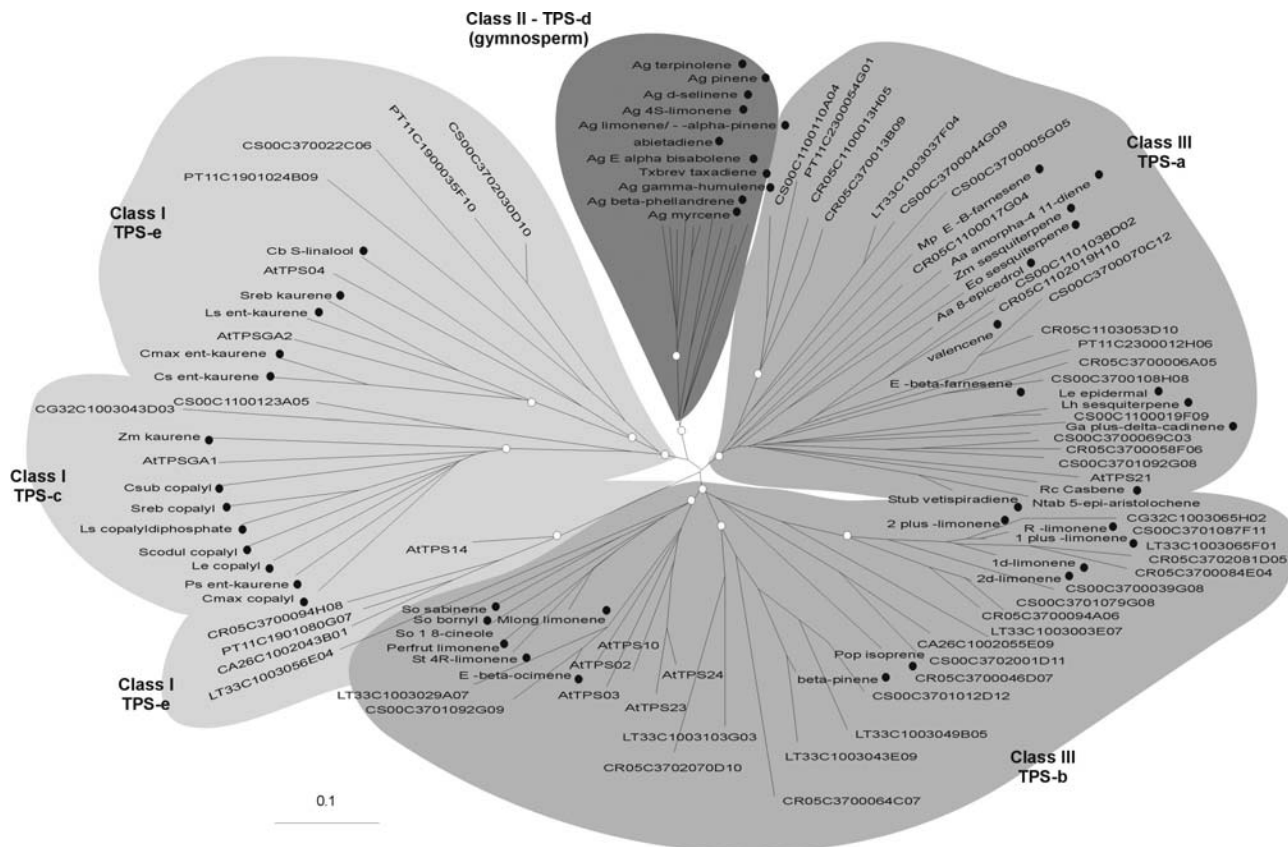 Class II - TPS-d
(gymnosperm)
Ag terpinolene
Ag pinene
Ag d-selinene
Ag 4S-limonene
Ag limonene/ - -alpha-pinene
abietadiene
Ag E alpha bisabolene
Txbrev taxadiene
Ag gamma-humulene
Ag beta-phellandrene
Ag myrcene
Class III
TPS-a
CS00C1100110A04
PT11C2300054G01
CR05C1100013H05
CR05C370013B09
LT33C1003037F04
CS00C3700044G09
CS00C3700005G05
Mp E -B-farnesene
CR05C1100017G04
Aa amorpha-4 11-diene
Zm sesquiterpene
Eo sesquiterpene
Aa 8-epicedrol
CS00C1101038D02
CR05C1102019H10
CS00C3700070C12
valencene
CR05C1103053D10
PT11C2300012H06
CR05C3700006A05
E -beta-farnesene
CS00C3700108H08
Le epidermal
Lh sesquiterpene
CS00C1100019F09
Ga plus-delta-cadinene
CS00C3700069C03
CR05C3700058F06
CS00C3701092G08
AtTPS21
Rc Casbene
Ntab 5-epi-aristolochene
Stub vetispiradiene
2 plus -limonene
CG32C1003065H02
R -limonene
CS00C3701087F11
1 plus -limonene
LT33C1003065F01
CR05C3702081D05
CR05C3700084E04
1d-limonene
2d-limonene
CS00C3700039G08
CS00C3701079G08
CR05C3700094A06
LT33C1003003E07
CA26C1002055E09
Pop isoprene
CS00C3702001D11
CR05C3700046D07
beta-pinene
CS00C3701012D12
LT33C1003049B05
LT33C1003043E09
Class III
TPS-b
CR05C3700064C07
LT33C1003103G03
CR05C3702070D10
AtTPS24
AtTPS23
AtTPS10
AtTPS02
AtTPS03
Mlong limonene
So sabinene
So bornyl
So 1 8-cineole
Perfrut limonene
St 4R-limonene
E -beta-ocimene
LT33C1003029A07
CS00C3701092G09
Class I
TPS-e
AtTPS14
CR05C3700094H08
PT11C1901080G07
CA26C1002043B01
LT33C1003056E04
Class I
TPS-c
CG32C1003043D03
CS00C1100123A05
Zm kaurene
AtTPSGA1
Csub copalyl
Sreb copalyl
Ls copalyldiphosphate
Scodul copalyl
Le copalyl
Ps ent-kaurene
Cmax copalyl
Class I
TPS-e
CS00C3702030D10
PT11C1900035F10
CS00C370022C06
PT11C1901024B09
Cb S-linalool
AtTPS04
Sreb kaurene
Ls ent-kaurene
AtTPSGA2
Cmax ent-kaurene
Cs ent-kaurene
0.1